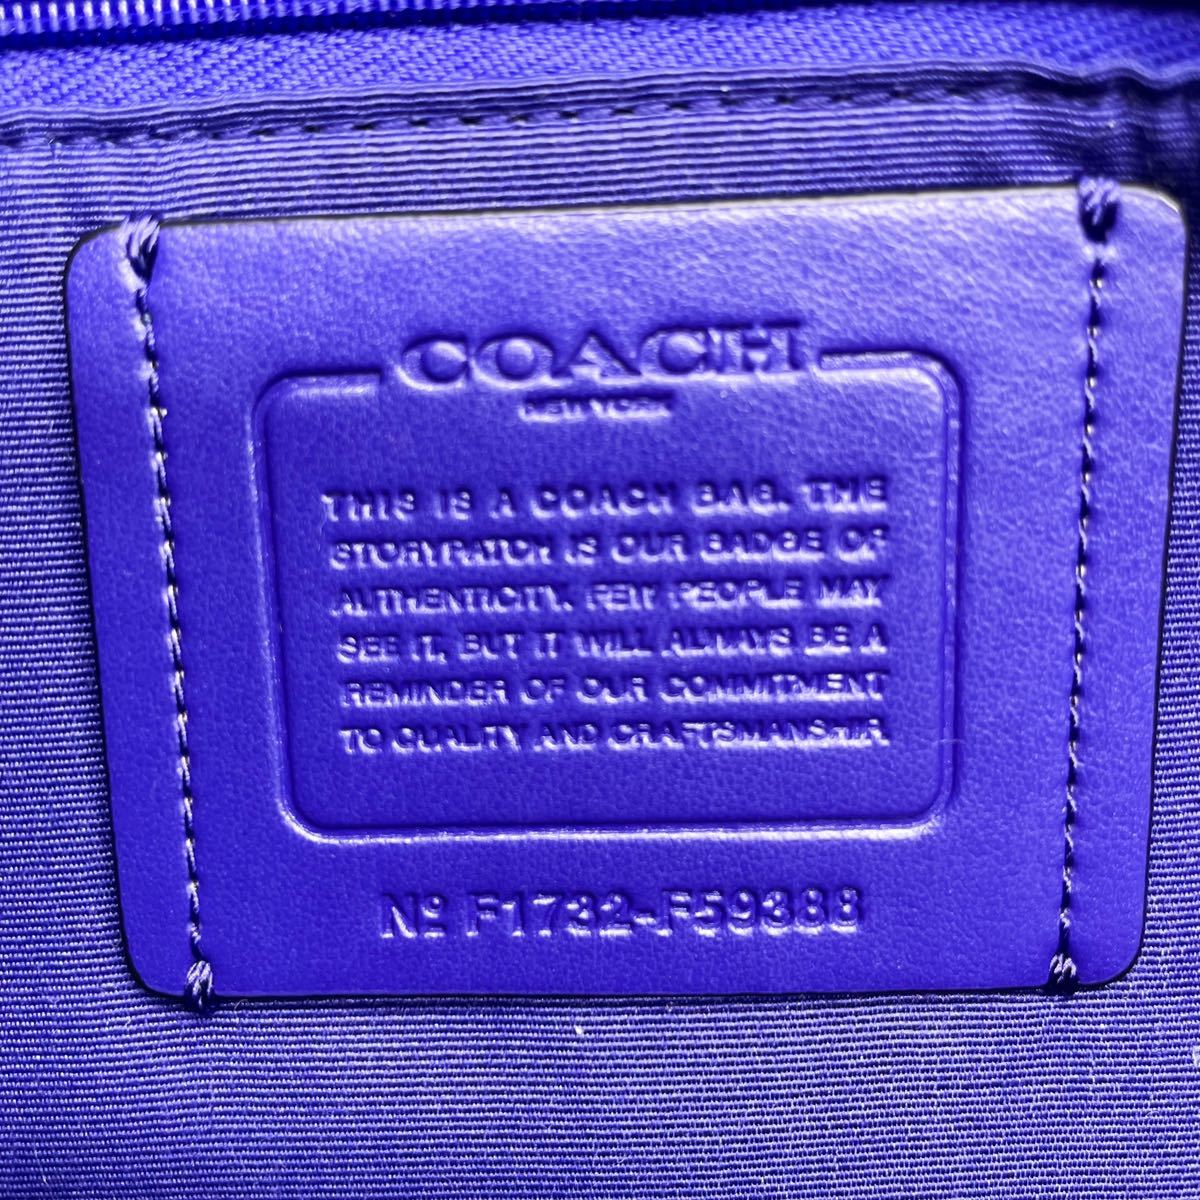 COACH
NEW YORK
THIS IS A COACH BAG. THE
STORYPATCH IS OUR BADGE OF
AUTHENTICITY. FEW PEOPLE MAY
SEE IT, BUT IT WILL ALWAYS BE A
REMINDER OF OUR COMMITMENT
TO QUALITY AND CRAFTSMANSHIP.
Nº F1732-F59388